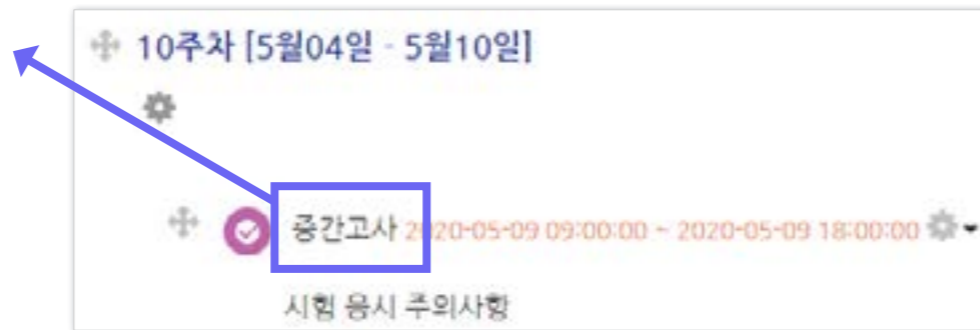 10주차 [5월04일 - 5월10일]
중간고사 2020-05-09 09:00:00 ~ 2020-05-09 18:00:00
시험 응시 주의사항